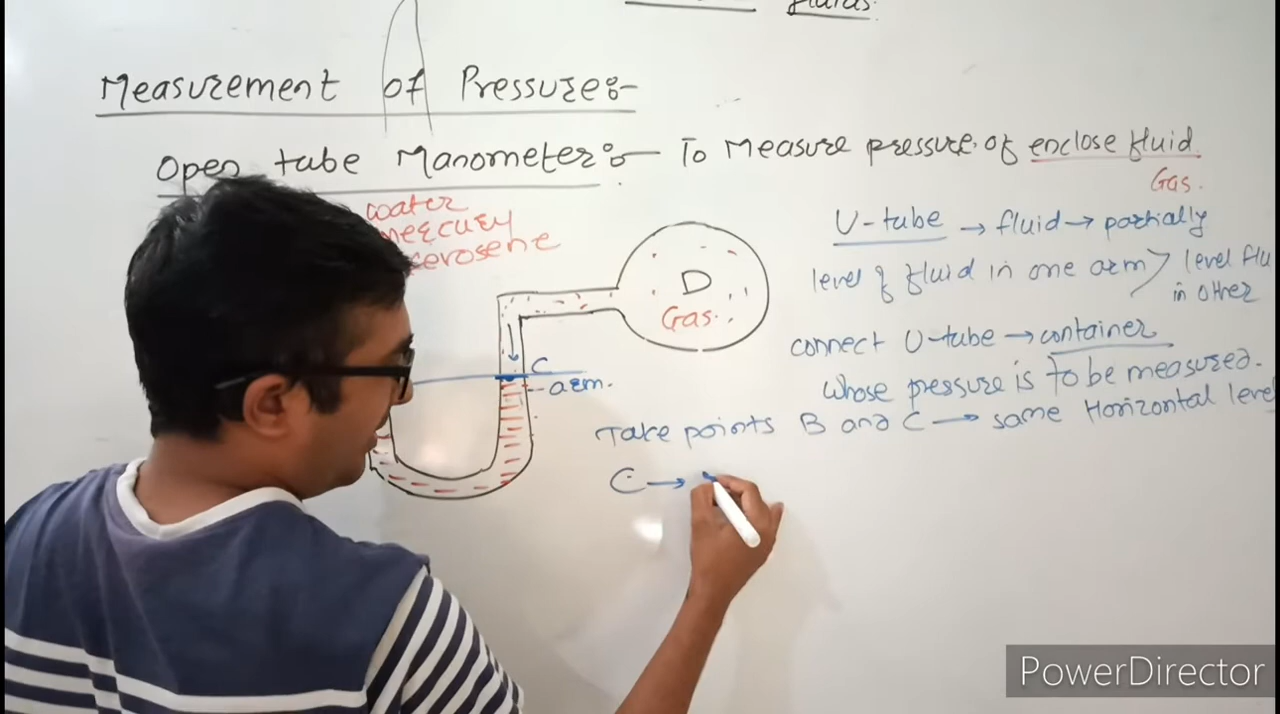 fluids.
Measurement of Pressure:-
Open tube Manometer:- To Measure pressure of enclose fluid
Gas.
water
mercury
kerosene
U-tube → fluid → partially
level of fluid in one arm > level flu
in other
D
Gas.
connect U-tube → container
whose pressure is to be measured.
C
arm.
Take points B and C → same Horizontal level
C →
PowerDirector